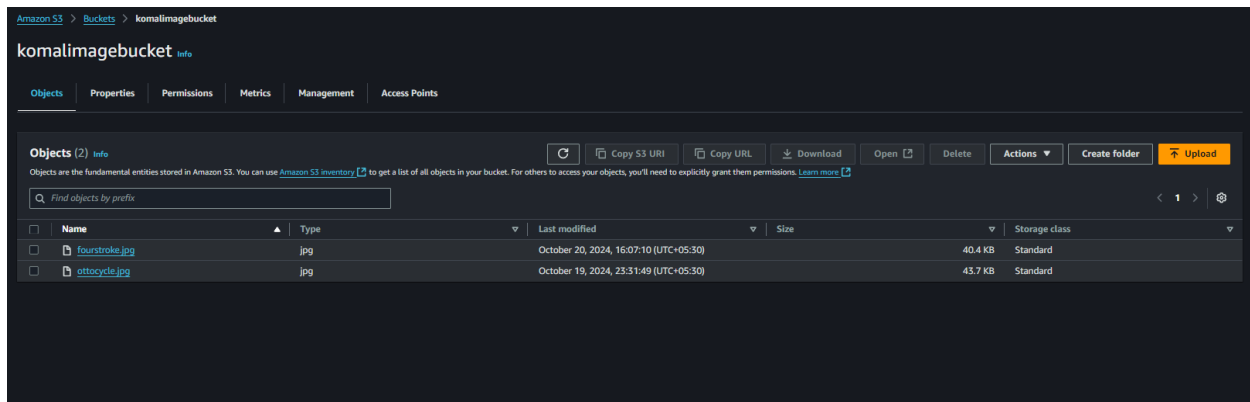 Amazon S3 > Buckets > komalimagebucket
komalimagebucket Info
Objects Properties Permissions Metrics Management Access Points
Objects (2) Info Copy S3 URI Copy URL Download Open Delete Actions Create folder Upload
Objects are the fundamental entities stored in Amazon S3. You can use Amazon S3 inventory to get a list of all objects in your bucket. For others to access your objects, you'll need to explicitly grant them permissions. Learn more
Find objects by prefix < 1 >
Name Type Last modified Size Storage class
fourstroke.jpg jpg October 20, 2024, 16:07:10 (UTC+05:30) 40.4 KB Standard
ottocycle.jpg jpg October 19, 2024, 23:31:49 (UTC+05:30) 43.7 KB Standard